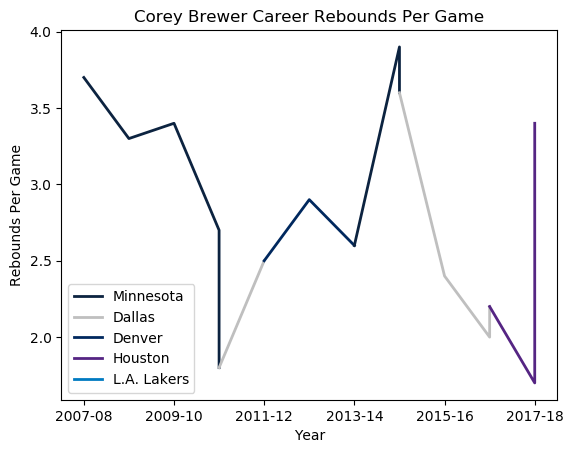 Corey Brewer Career Rebounds Per Game
Rebounds Per Game
4.0
3.5
3.0
2.5
2.0
Minnesota
Dallas
Denver
Houston
L.A. Lakers
2007-08 2009-10 2011-12 2013-14 2015-16 2017-18
Year